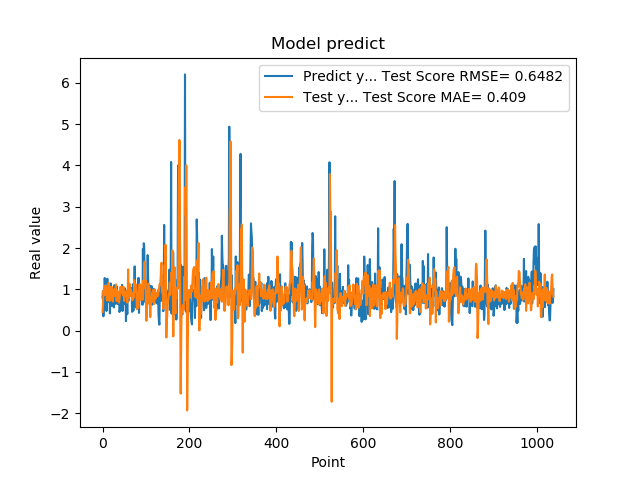 Model predict
Predict y... Test Score RMSE= 0.6482
Test y... Test Score MAE= 0.409
Real value
6
5
4
3
2
1
0
−1
−2
0 200 400 600 800 1000
Point